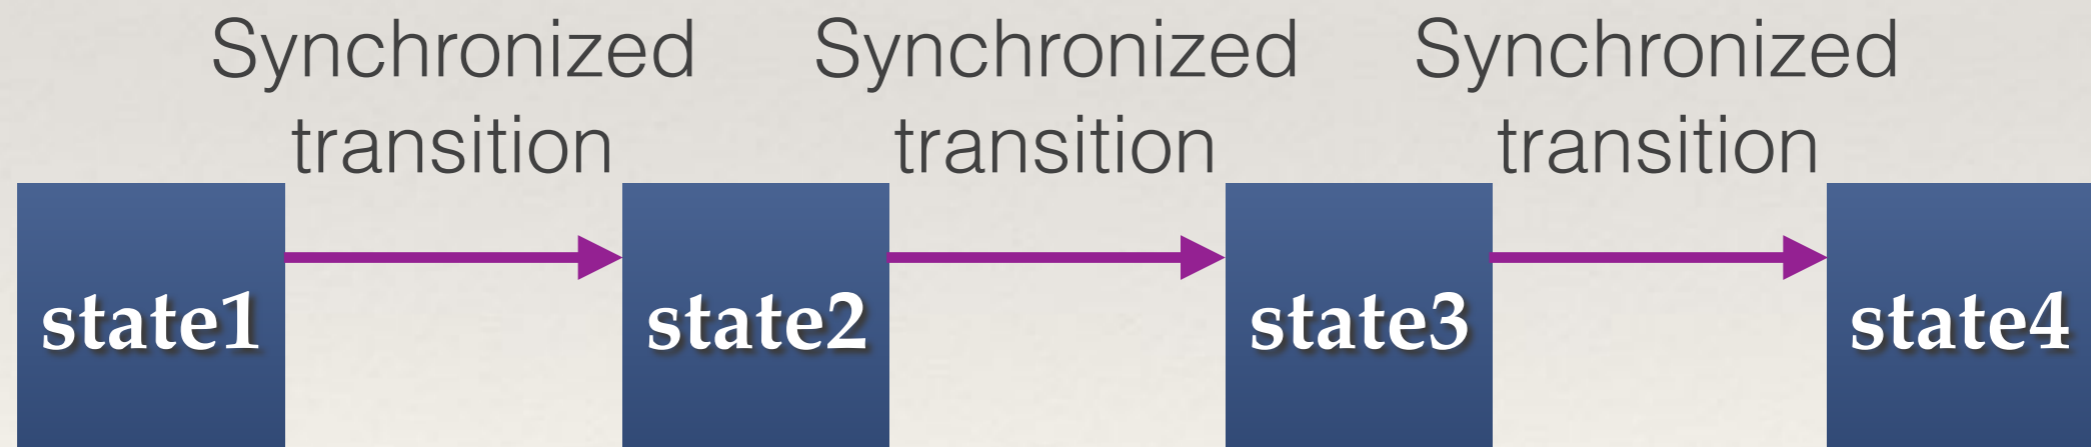 Synchronized
transition
Synchronized
transition
Synchronized
transition
state1
state2
state3
state4